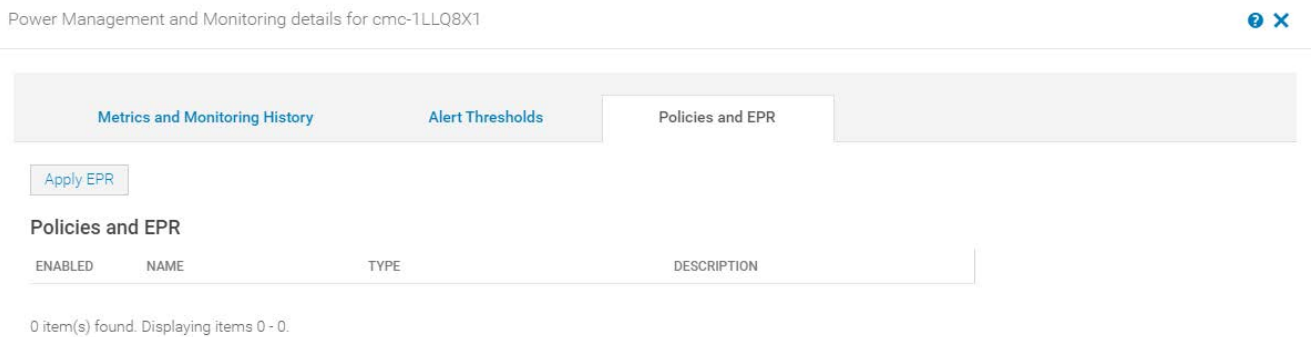 Power Management and Monitoring details for cmc-1LLQ8X1
Metrics and Monitoring History Alert Thresholds Policies and EPR
Apply EPR
Policies and EPR
ENABLED NAME TYPE DESCRIPTION
0 item(s) found. Displaying items 0 - 0.